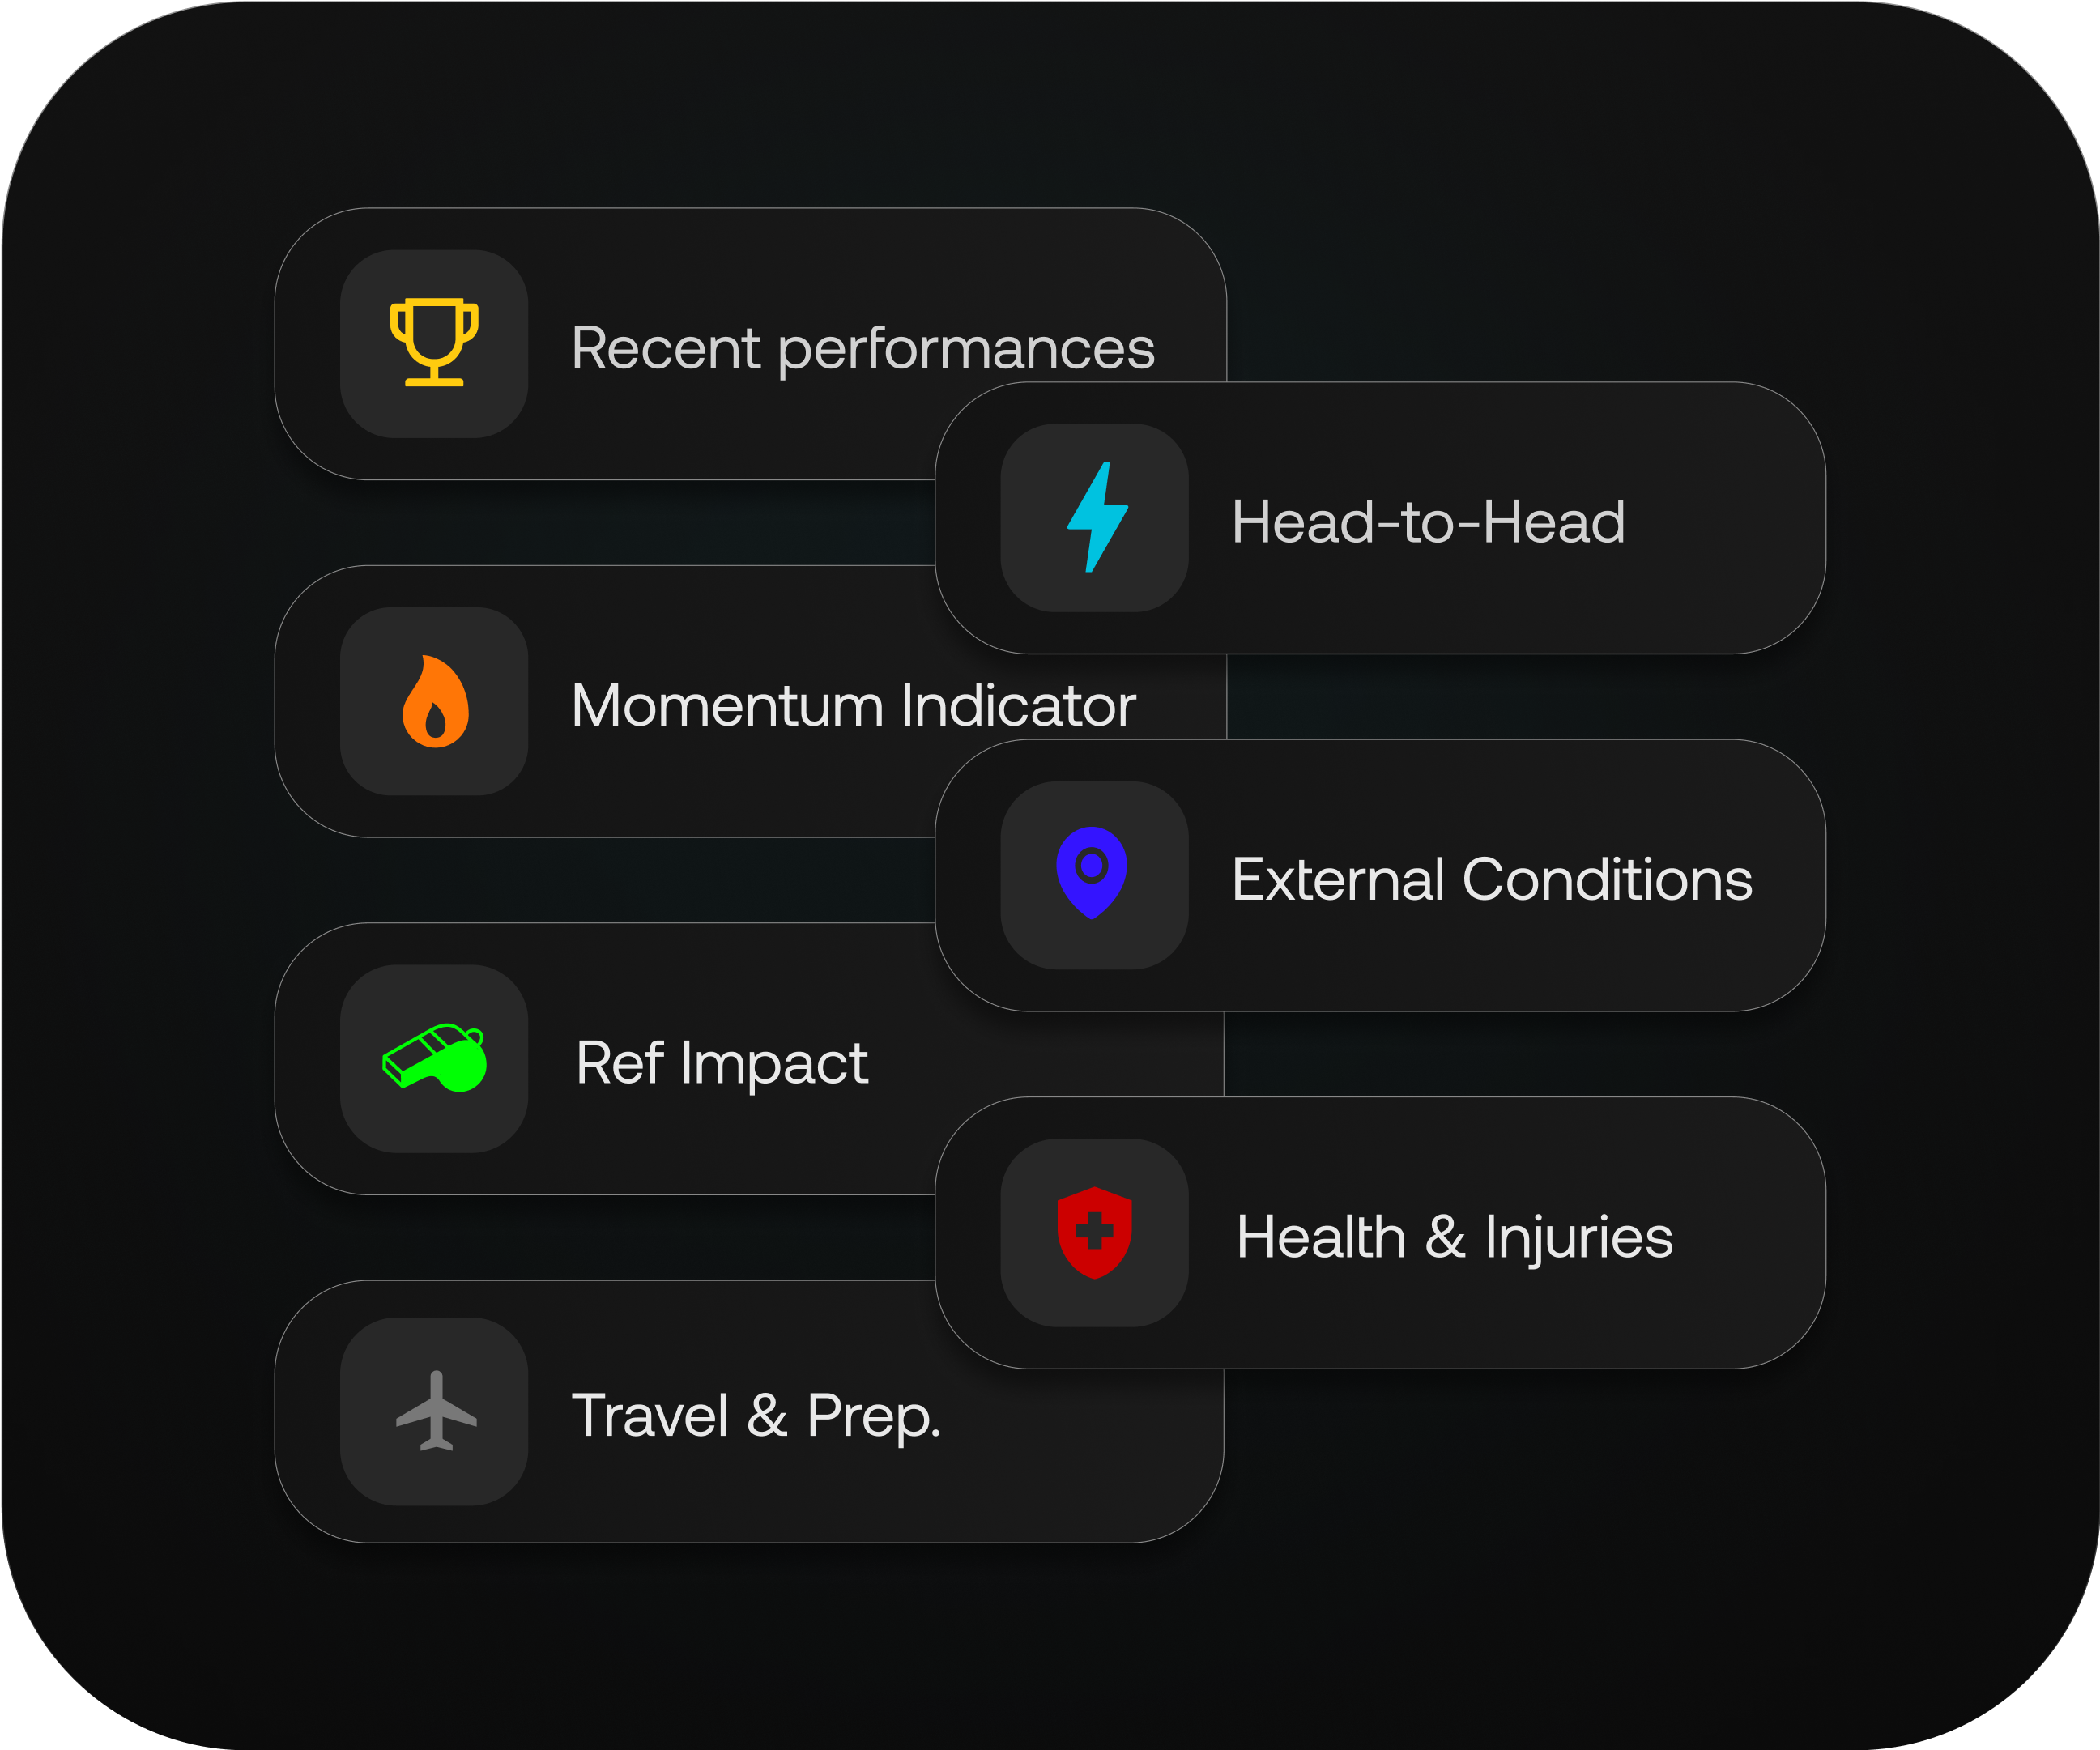 Recent performances
Head-to-Head
Momentum Indicator
External Conditions
Ref Impact
Health & Injuries
Travel & Prep.